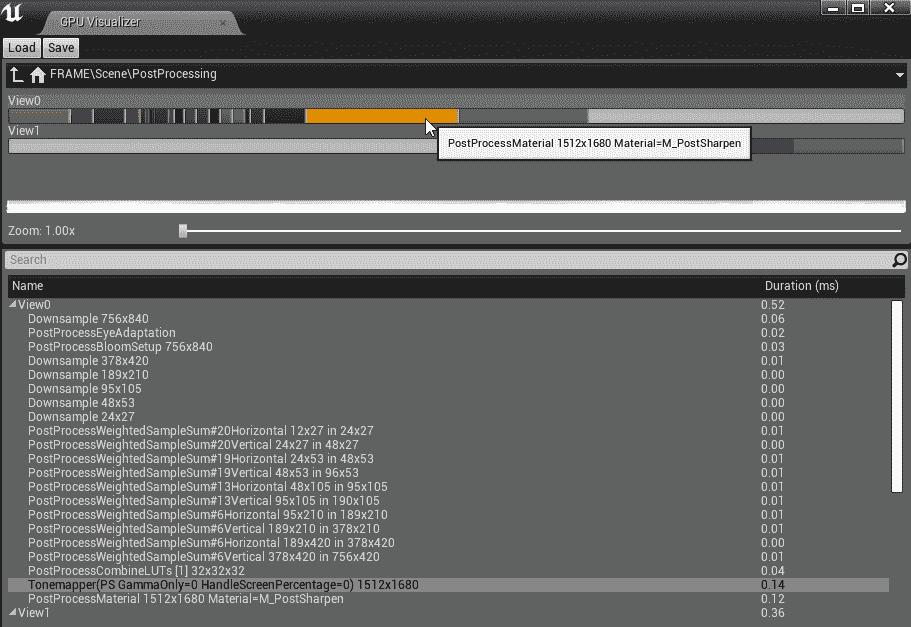 GPU Visualizer
Load Save
FRAME\Scene\PostProcessing
View0
View1
PostProcessMaterial 1512x1680 Material=M_PostSharpen
Zoom: 1.00x
Search
Name Duration (ms)
View0 0.52
Downsample 756x840 0.06
PostProcessEyeAdaptation 0.02
PostProcessBloomSetup 756x840 0.03
Downsample 378x420 0.01
Downsample 189x210 0.00
Downsample 95x105 0.00
Downsample 48x53 0.00
Downsample 24x27 0.00
PostProcessWeightedSampleSum#20Horizontal 12x27 in 24x27 0.01
PostProcessWeightedSampleSum#20Vertical 24x27 in 48x27 0.00
PostProcessWeightedSampleSum#19Horizontal 24x53 in 48x53 0.01
PostProcessWeightedSampleSum#19Vertical 48x53 in 96x53 0.01
PostProcessWeightedSampleSum#13Horizontal 48x105 in 95x105 0.01
PostProcessWeightedSampleSum#13Vertical 95x105 in 190x105 0.01
PostProcessWeightedSampleSum#6Horizontal 95x210 in 189x210 0.01
PostProcessWeightedSampleSum#6Vertical 189x210 in 378x210 0.01
PostProcessWeightedSampleSum#6Horizontal 189x420 in 378x420 0.00
PostProcessWeightedSampleSum#6Vertical 378x420 in 756x420 0.01
PostProcessCombineLUTs [1] 32x32x32 0.04
Tonemapper(PS GammaOnly=0 HandleScreenPercentage=0) 1512x1680 0.14
PostProcessMaterial 1512x1680 Material=M_PostSharpen 0.12
View1 0.36